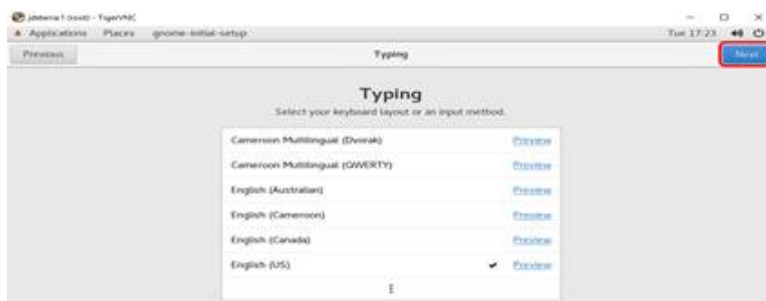 jdeterna:1 (root) - TigerVNC
Applications Places gnome-initial-setup Tue 17:23
Previous Typing Next
Typing
Select your keyboard layout or an input method.
Cameroon Multilingual (Dvorak) Preview
Cameroon Multilingual (QWERTY) Preview
English (Australian) Preview
English (Cameroon) Preview
English (Canada) Preview
English (US) Preview